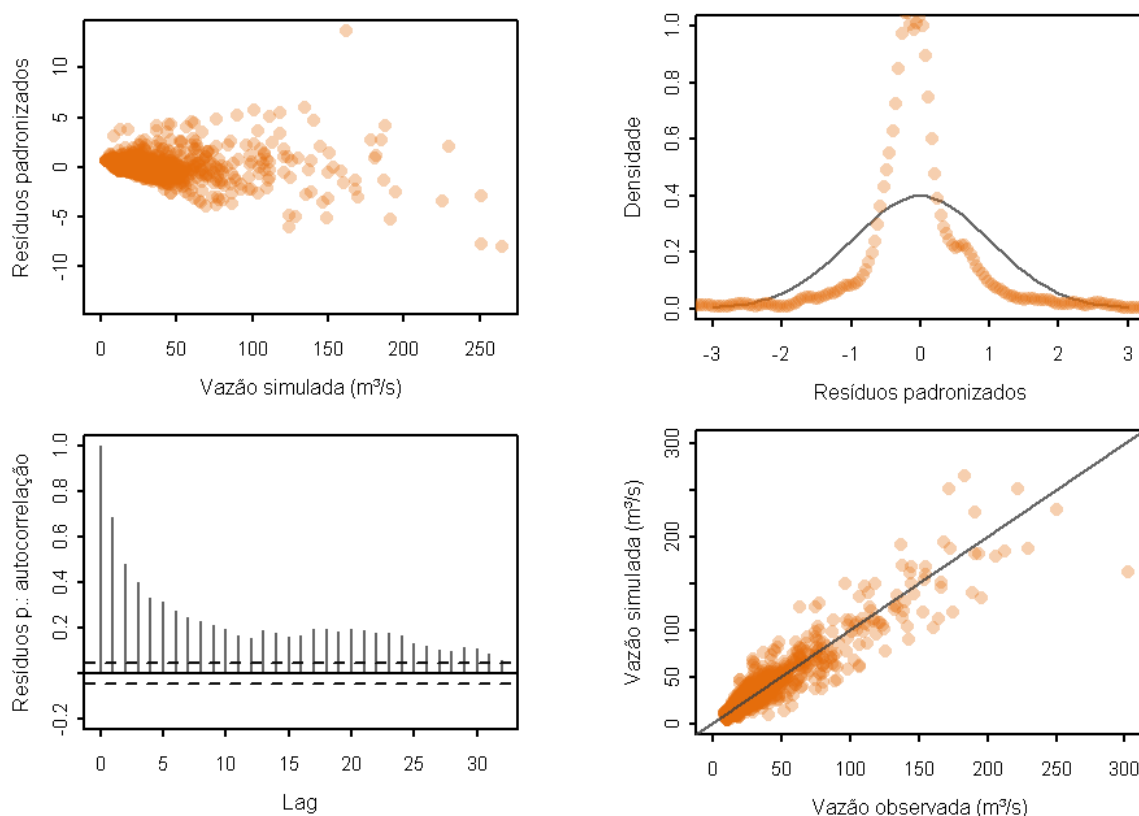 Resíduos padronizados
10
5
0
-5
-10
0 50 100 150 200 250
Vazão simulada (m³/s)
Densidade
1.0
0.8
0.6
0.4
0.2
0.0
-3 -2 -1 0 1 2 3
Resíduos padronizados
Resíduos p.: autocorrelação
1.0
0.8
0.6
0.4
0.2
-0.2
0 5 10 15 20 25 30
Lag
Vazão simulada (m³/s)
300
200
100
50
0
0 50 100 150 200 250 300
Vazão observada (m³/s)